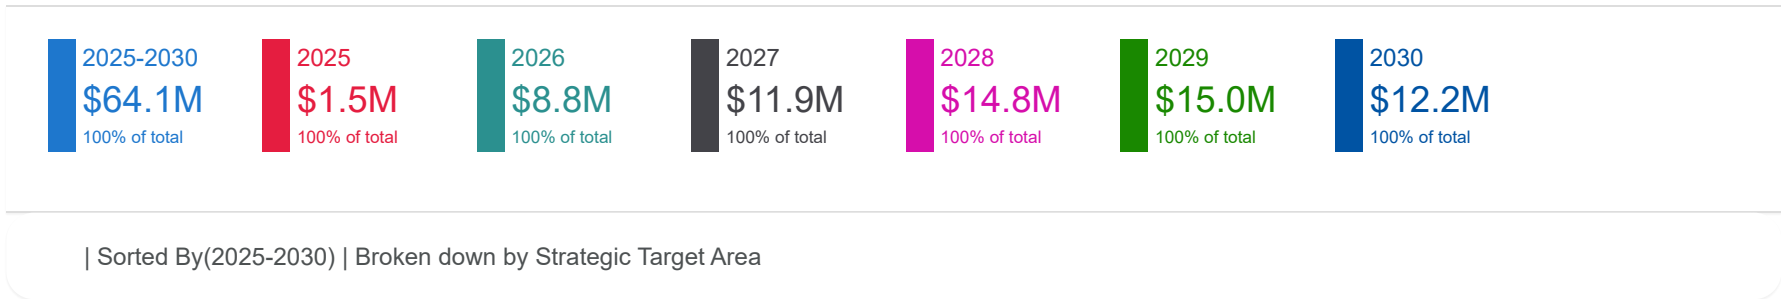 2025-2030 2025 2026 2027 2028 2029 2030
$64.1M $1.5M $8.8M $11.9M $14.8M $15.0M $12.2M
100% of total 100% of total 100% of total 100% of total 100% of total 100% of total 100% of total
| Sorted By(2025-2030) | Broken down by Strategic Target Area